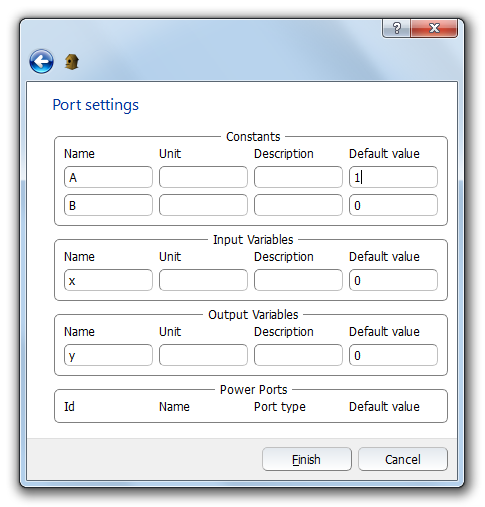 ?
Port settings
Constants
Name Unit Description Default value
A 1
B 0
Input Variables
Name Unit Description Default value
x 0
Output Variables
Name Unit Description Default value
y 0
Power Ports
Id Name Port type Default value
Finish Cancel